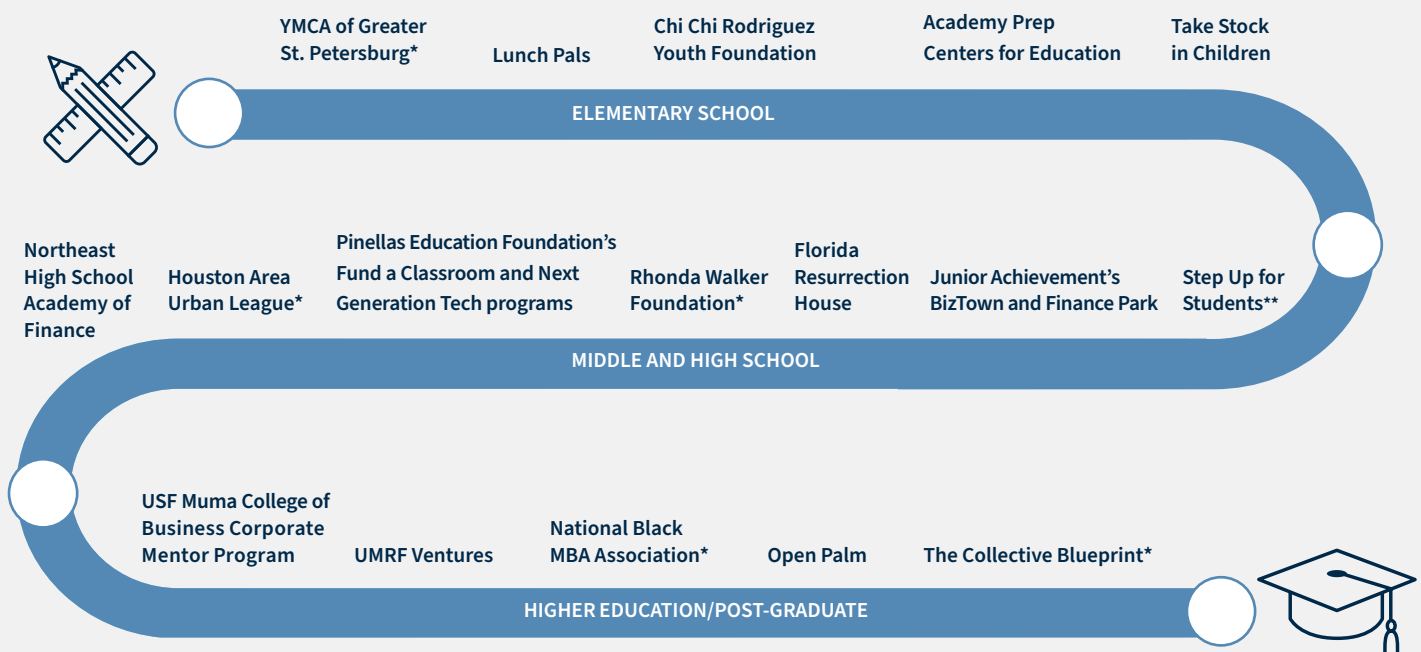 YMCA of Greater
St. Petersburg*
Lunch Pals
Chi Chi Rodriguez
Youth Foundation
Academy Prep
Centers for Education
Take Stock
in Children
ELEMENTARY SCHOOL
Northeast
High School
Academy of
Finance
Houston Area
Urban League*
Pinellas Education Foundation’s
Fund a Classroom and Next
Generation Tech programs
Rhonda Walker
Foundation*
Florida
Resurrection
House
Junior Achievement’s
BizTown and Finance Park
Step Up for
Students**
MIDDLE AND HIGH SCHOOL
USF Muma College of
Business Corporate
Mentor Program
UMRF Ventures
National Black
MBA Association*
Open Palm
The Collective Blueprint*
HIGHER EDUCATION/POST-GRADUATE